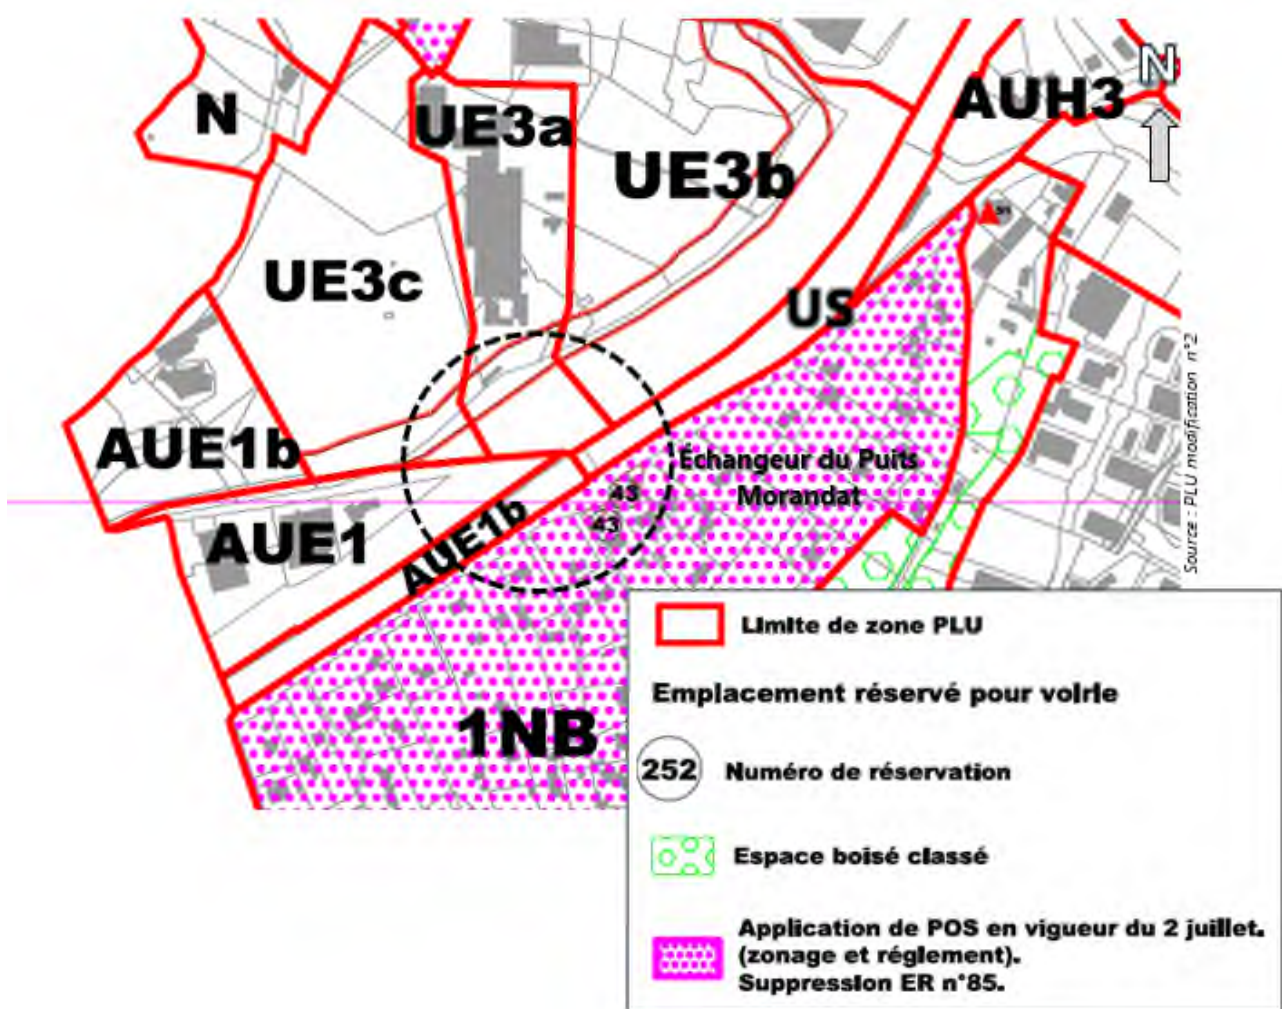 N
AUH3
N
UE3a
UE3b
UE3c
US
AUE1b
Échangeur du Puits
Morandat
43
43
AUE1
AUE1b
1NB
Source : PLU modification n°2
Limite de zone PLU
Emplacement réservé pour voirie
252 Numéro de réservation
Espace boisé classé
Application de POS en vigueur du 2 juillet.
(zonage et réglement).
Suppression ER n°85.